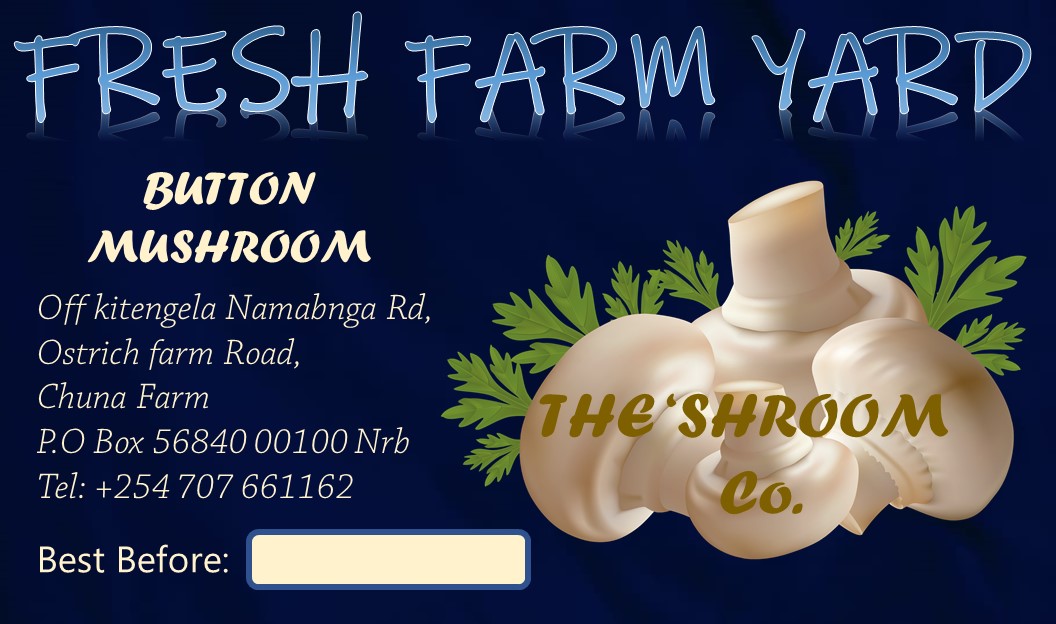 FRESH FARM YARD
BUTTON
MUSHROOM
Off kitengela Namabnga Rd,
Ostrich farm Road,
Chuna Farm
P.O Box 56840 00100 Nrb
Tel: +254 707 661162
Best Before:
THE ‘SHROOM
Co.